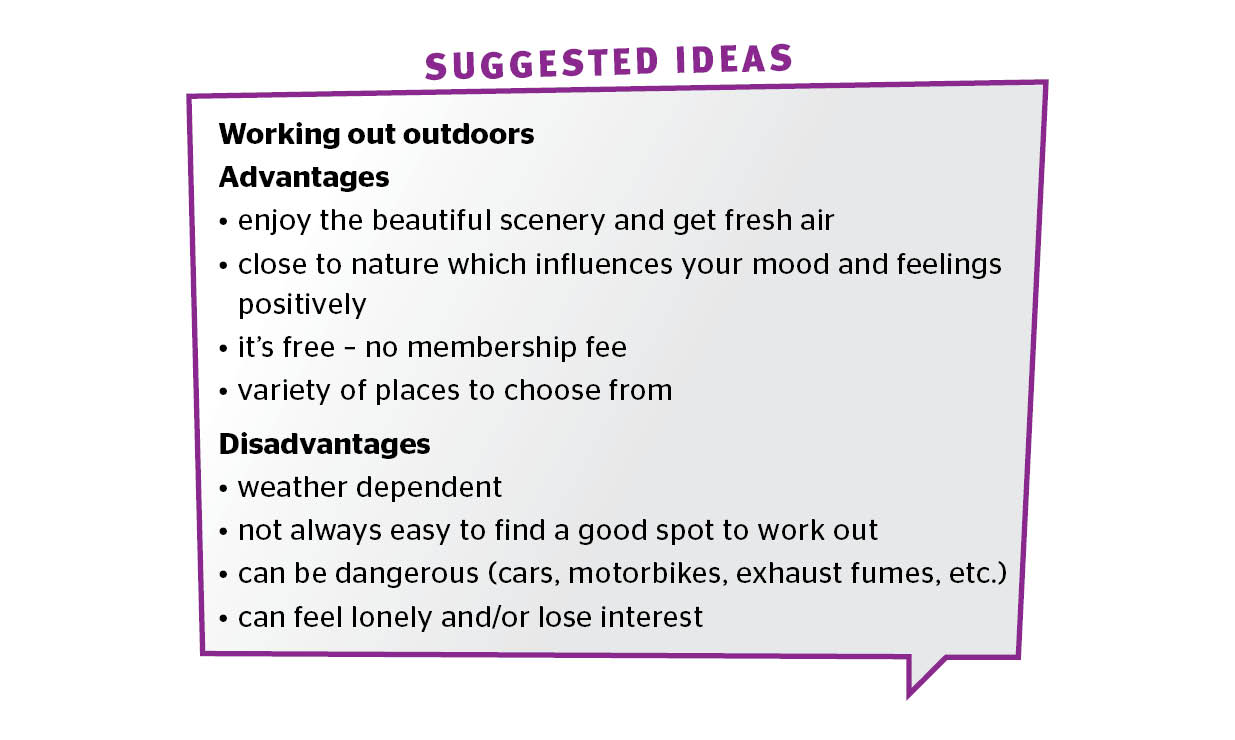 SUGGESTED IDEAS
Working out outdoors
Advantages
• enjoy the beautiful scenery and get fresh air
• close to nature which influences your mood and feelings
positively
• it’s free – no membership fee
• variety of places to choose from
Disadvantages
• weather dependent
• not always easy to find a good spot to work out
• can be dangerous (cars, motorbikes, exhaust fumes, etc.)
• can feel lonely and/or lose interest